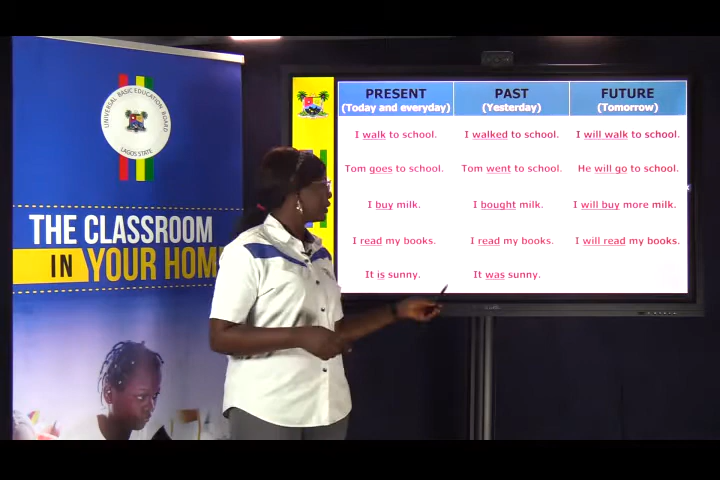 UNIVERSAL BASIC EDUCATION BOARD
LAGOS STATE
THE CLASSROOM
IN YOUR HOM
PRESENT PAST FUTURE
(Today and everyday) (Yesterday) (Tomorrow)
I walk to school. I walked to school. I will walk to school.
Tom goes to school. Tom went to school. He will go to school.
I buy milk. I bought milk. I will buy more milk.
I read my books. I read my books. I will read my books.
It is sunny. It was sunny.